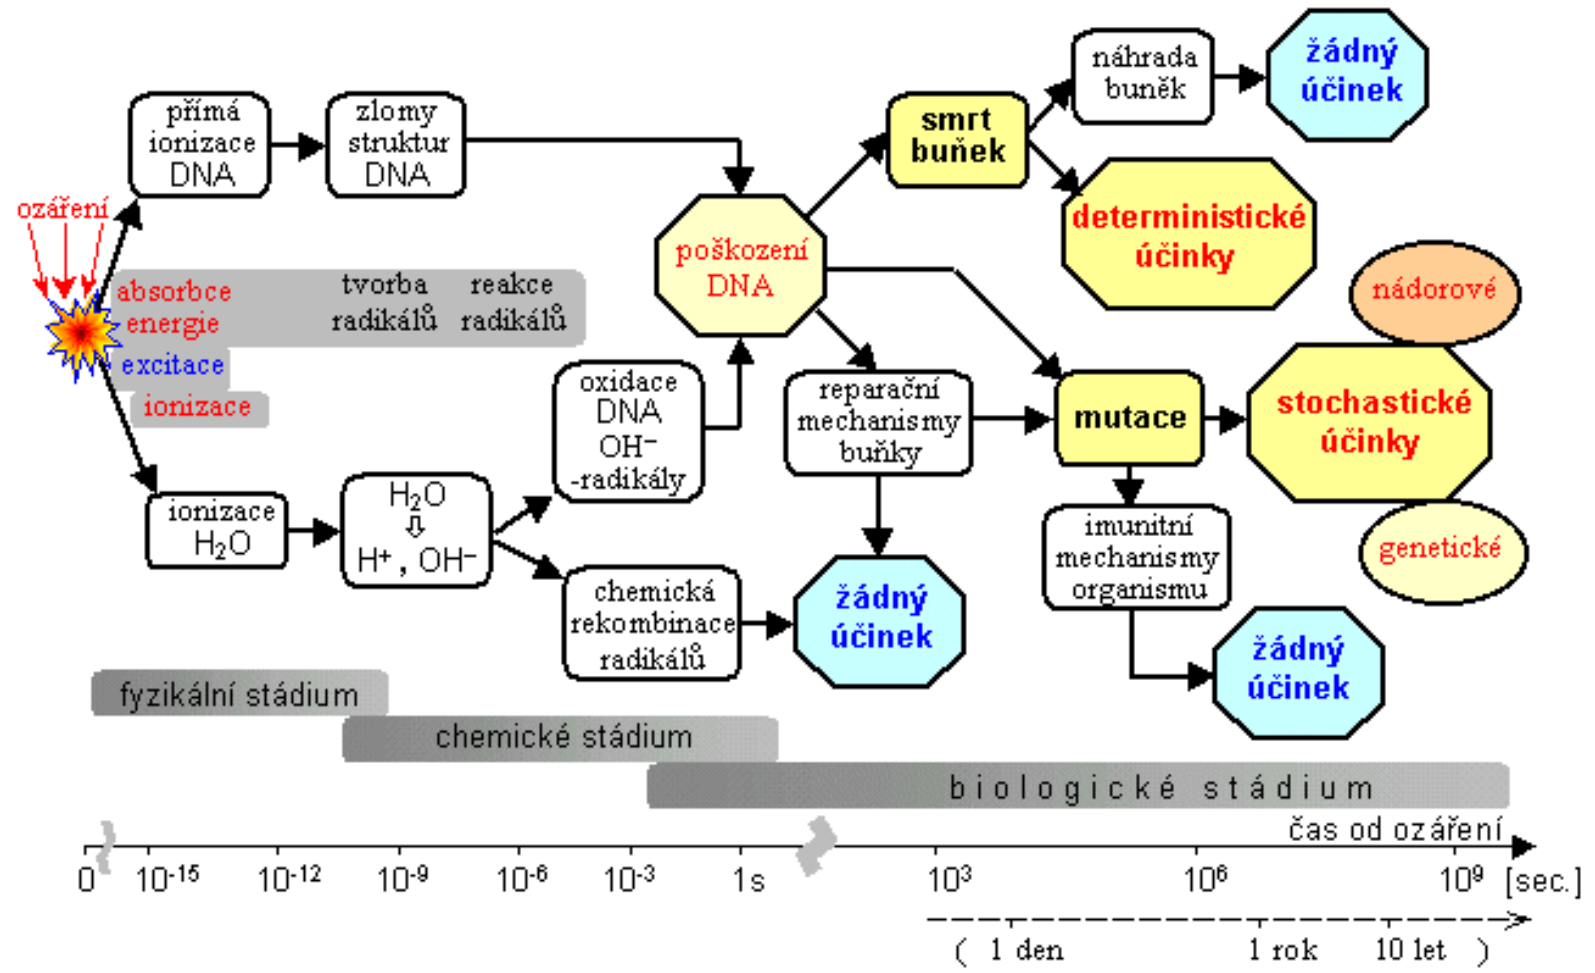 ozáření
přímá
ionizace
DNA
zlomy
struktur
DNA
absorbce
energie
excitace
ionizace
tvorba
radikálů
reakce
radikálů
ionizace
H₂O
H₂O
⇩
H⁺ , OH⁻
oxidace
DNA
OH⁻
-radikály
chemická
rekombinace
radikálů
poškození
DNA
smrt
buňek
náhrada
buněk
žádný
účinek
deterministické
účinky
reparační
mechanismy
buňky
žádný
účinek
mutace
stochastické
účinky
nádorové
genetické
imunitní
mechanismy
organismu
žádný
účinek
fyzikální stádium
chemické stádium
biologické stádium
čas od ozáření
0 10⁻¹⁵ 10⁻¹² 10⁻⁹ 10⁻⁶ 10⁻³ 1s 10³ 10⁶ 10⁹ [sec.]
( 1 den 1 rok 10 let )